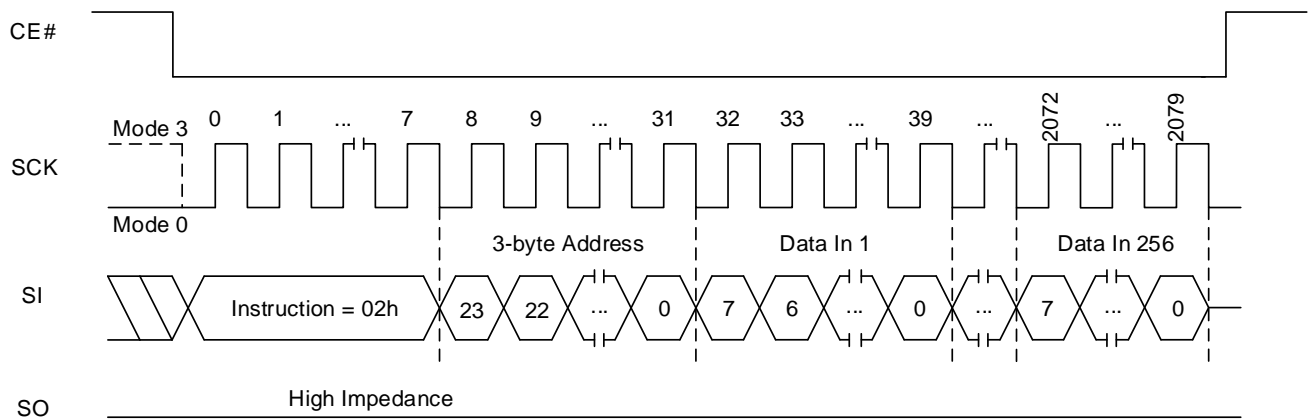 CE#
Mode 3
0 1 ... 7 8 9 ... 31 32 33 ... 39 ... 2072 ... 2079
SCK
Mode 0
3-byte Address Data In 1 Data In 256
SI
Instruction = 02h 23 22 ... 0 7 6 ... 0 ... 7 ... 0
High Impedance
SO